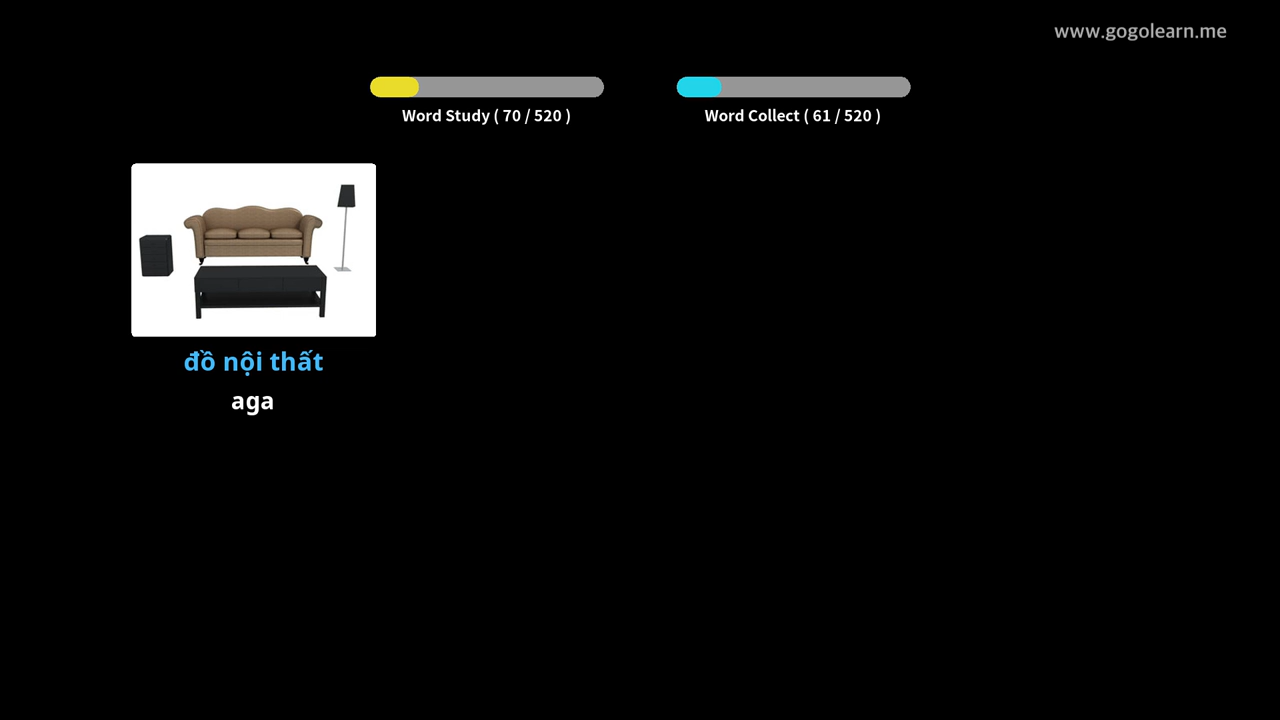 www.gogolearn.me
Word Study ( 70 / 520 )
Word Collect ( 61 / 520 )
đồ nội thất
aga